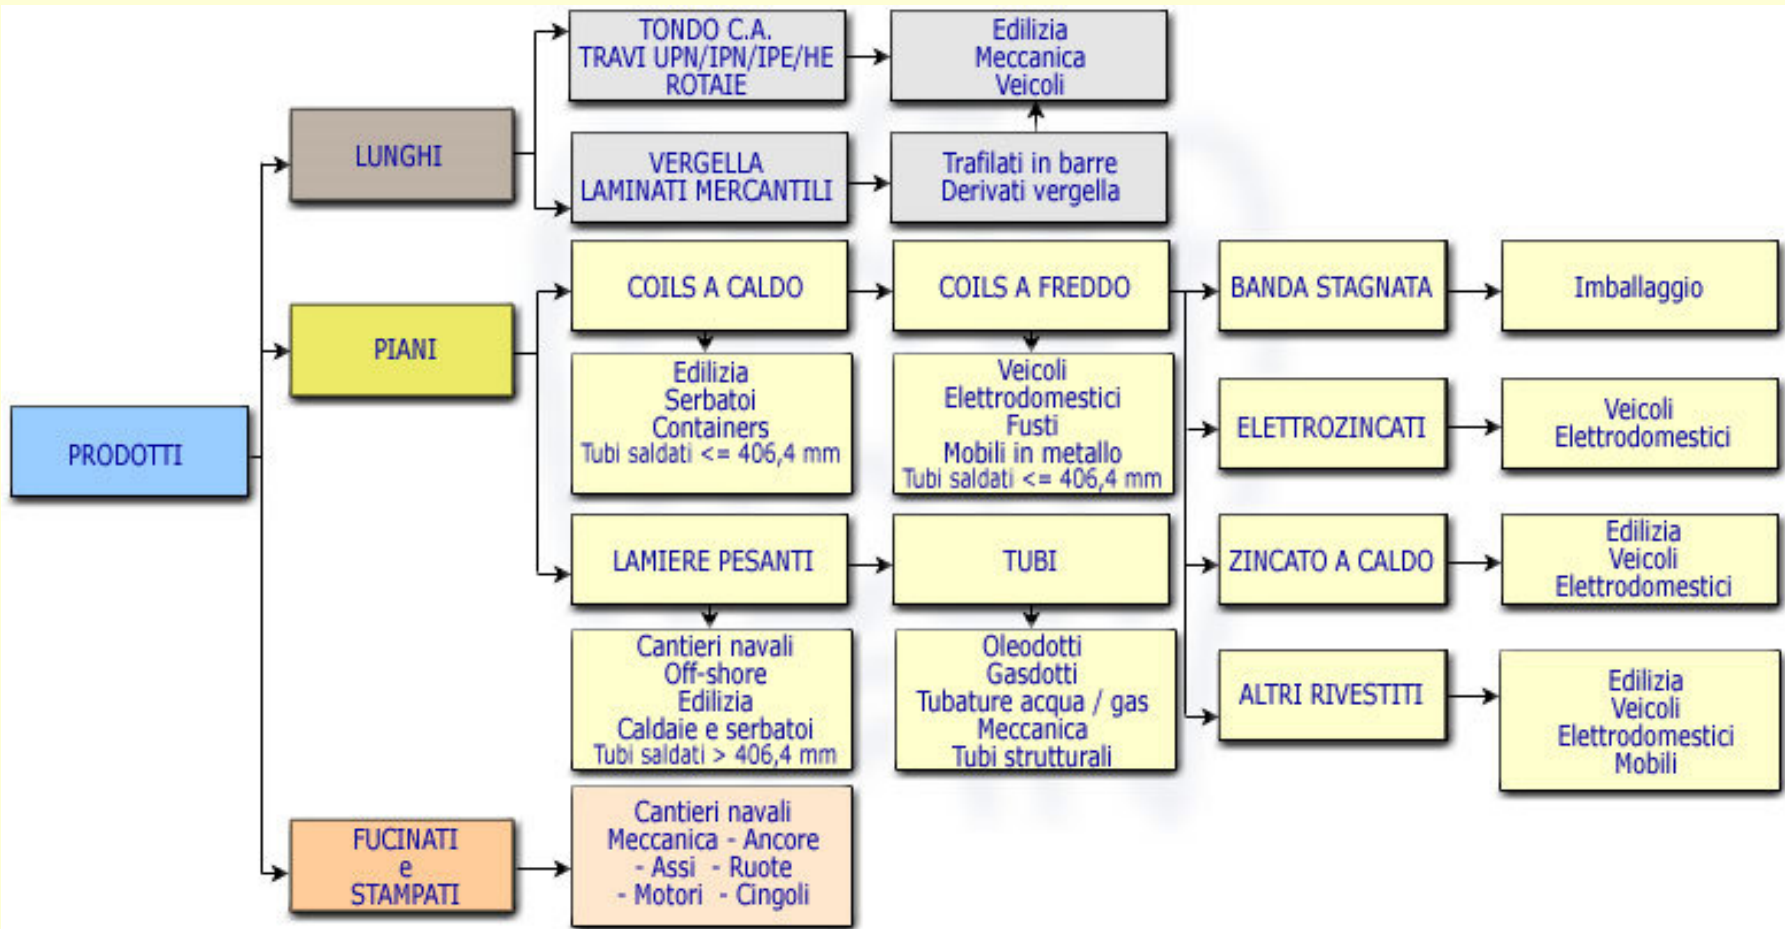 TONDO C.A.
TRAVI UPN/IPN/IPE/HE
ROTAIE
Edilizia
Meccanica
Veicoli
LUNGHI
VERGELLA
LAMINATI MERCANTILI
Trafilati in barre
Derivati vergella
PRODOTTI
PIANI
COILS A CALDO
COILS A FREDDO
BANDA STAGNATA
Imballaggio
Edilizia
Serbatoi
Containers
Tubi saldati <= 406,4 mm
Veicoli
Elettrodomestici
Fusti
Mobili in metallo
Tubi saldati <= 406,4 mm
ELETTROZINCATI
Veicoli
Elettrodomestici
LAMIERE PESANTI
TUBI
ZINCATO A CALDO
Edilizia
Veicoli
Elettrodomestici
Cantieri navali
Off-shore
Edilizia
Caldaie e serbatoi
Tubi saldati > 406,4 mm
Oleodotti
Gasdotti
Tubature acqua / gas
Meccanica
Tubi strutturali
ALTRI RIVESTITI
Edilizia
Veicoli
Elettrodomestici
Mobili
FUCINATI
e
STAMPATI
Cantieri navali
Meccanica - Ancore
- Assi - Ruote
- Motori - Cingoli